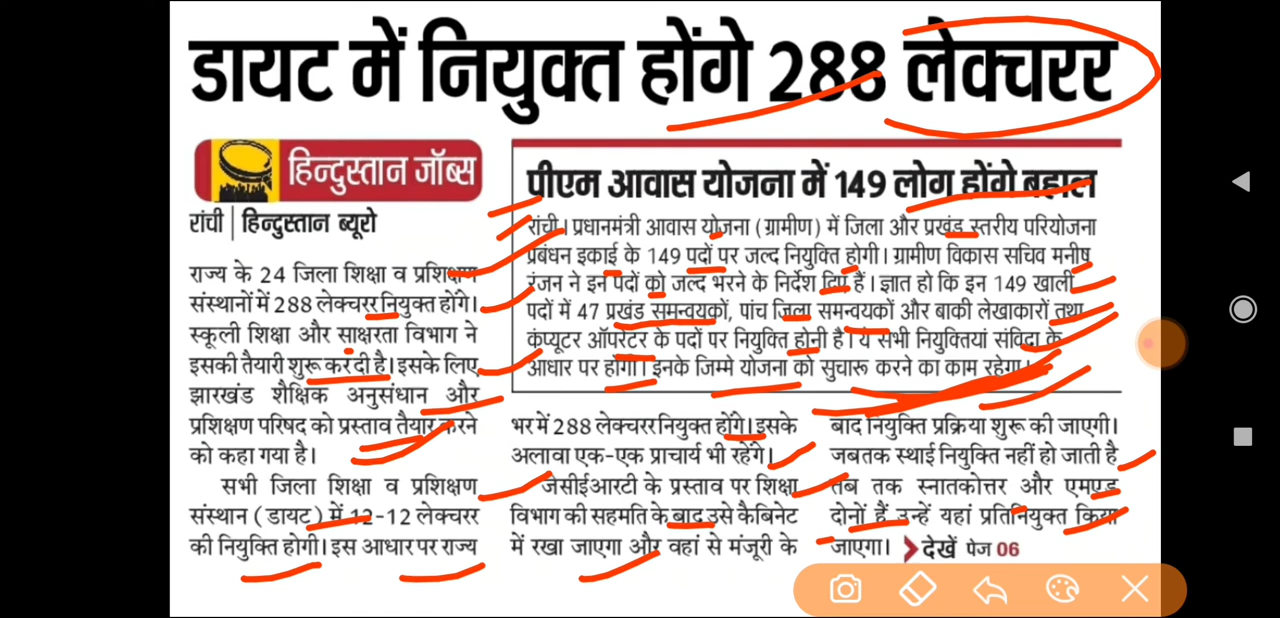 डायट में नियुक्त होंगे 288 लेक्चरर
हिन्दुस्तान जॉब्स
रांची | हिन्दुस्तान ब्यूरो
राज्य के 24 जिला शिक्षा व प्रशिक्षण
संस्थानों में 288 लेक्चरर नियुक्त होंगे।
स्कूली शिक्षा और साक्षरता विभाग ने
इसकी तैयारी शुरू कर दी है। इसके लिए
झारखंड शैक्षिक अनुसंधान और
प्रशिक्षण परिषद को प्रस्ताव तैयार करने
को कहा गया है।
सभी जिला शिक्षा व प्रशिक्षण
संस्थान (डायट) में 12-12 लेक्चरर
की नियुक्ति होगी। इस आधार पर राज्य
पीएम आवास योजना में 149 लोग होंगे बहाल
रांची। प्रधानमंत्री आवास योजना (ग्रामीण) में जिला और प्रखंड स्तरीय परियोजना
प्रबंधन इकाई के 149 पदों पर जल्द नियुक्ति होगी। ग्रामीण विकास सचिव मनीष
रंजन ने इन पदों को जल्द भरने के निर्देश दिए हैं। ज्ञात हो कि इन 149 खाली
पदों में 47 प्रखंड समन्वयकों, पांच जिला समन्वयकों और बाकी लेखाकारों तथा
कंप्यूटर ऑपरेटर के पदों पर नियुक्ति होनी है। ये सभी नियुक्तियां संविदा के
आधार पर होंगी। इनके जिम्मे योजना को सुचारू करने का काम रहेगा।
भर में 288 लेक्चरर नियुक्त होंगे। इसके
अलावा एक-एक प्राचार्य भी रहेंगे।
जेसीईआरटी के प्रस्ताव पर शिक्षा
विभाग की सहमति के बाद उसे कैबिनेट
में रखा जाएगा और वहां से मंजूरी के
बाद नियुक्ति प्रक्रिया शुरू की जाएगी।
जबतक स्थाई नियुक्ति नहीं हो जाती है
तब तक स्नातकोत्तर और एमएड
दोनों हैं उन्हें यहां प्रतिनियुक्त किया
जाएगा। देखें पेज 06